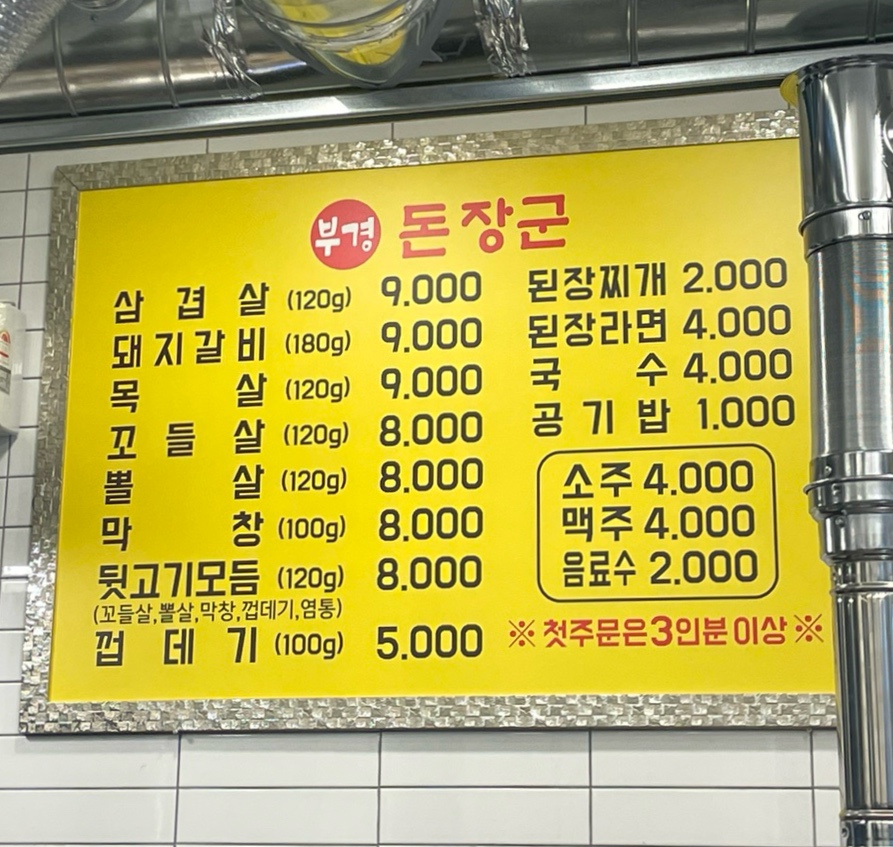 부경 돈장군
삼겹살 (120g) 9.000
돼지갈비 (180g) 9.000
목살 (120g) 9.000
꼬들살 (120g) 8.000
뽈살 (120g) 8.000
막창 (100g) 8.000
뒷고기모듬 (120g) 8.000
(꼬들살,뽈살,막창,껍데기,염통)
껍데기 (100g) 5.000
된장찌개 2.000
된장라면 4.000
국수 4.000
공기밥 1.000
소주 4.000
맥주 4.000
음료수 2.000
※ 첫주문은3인분이상 ※